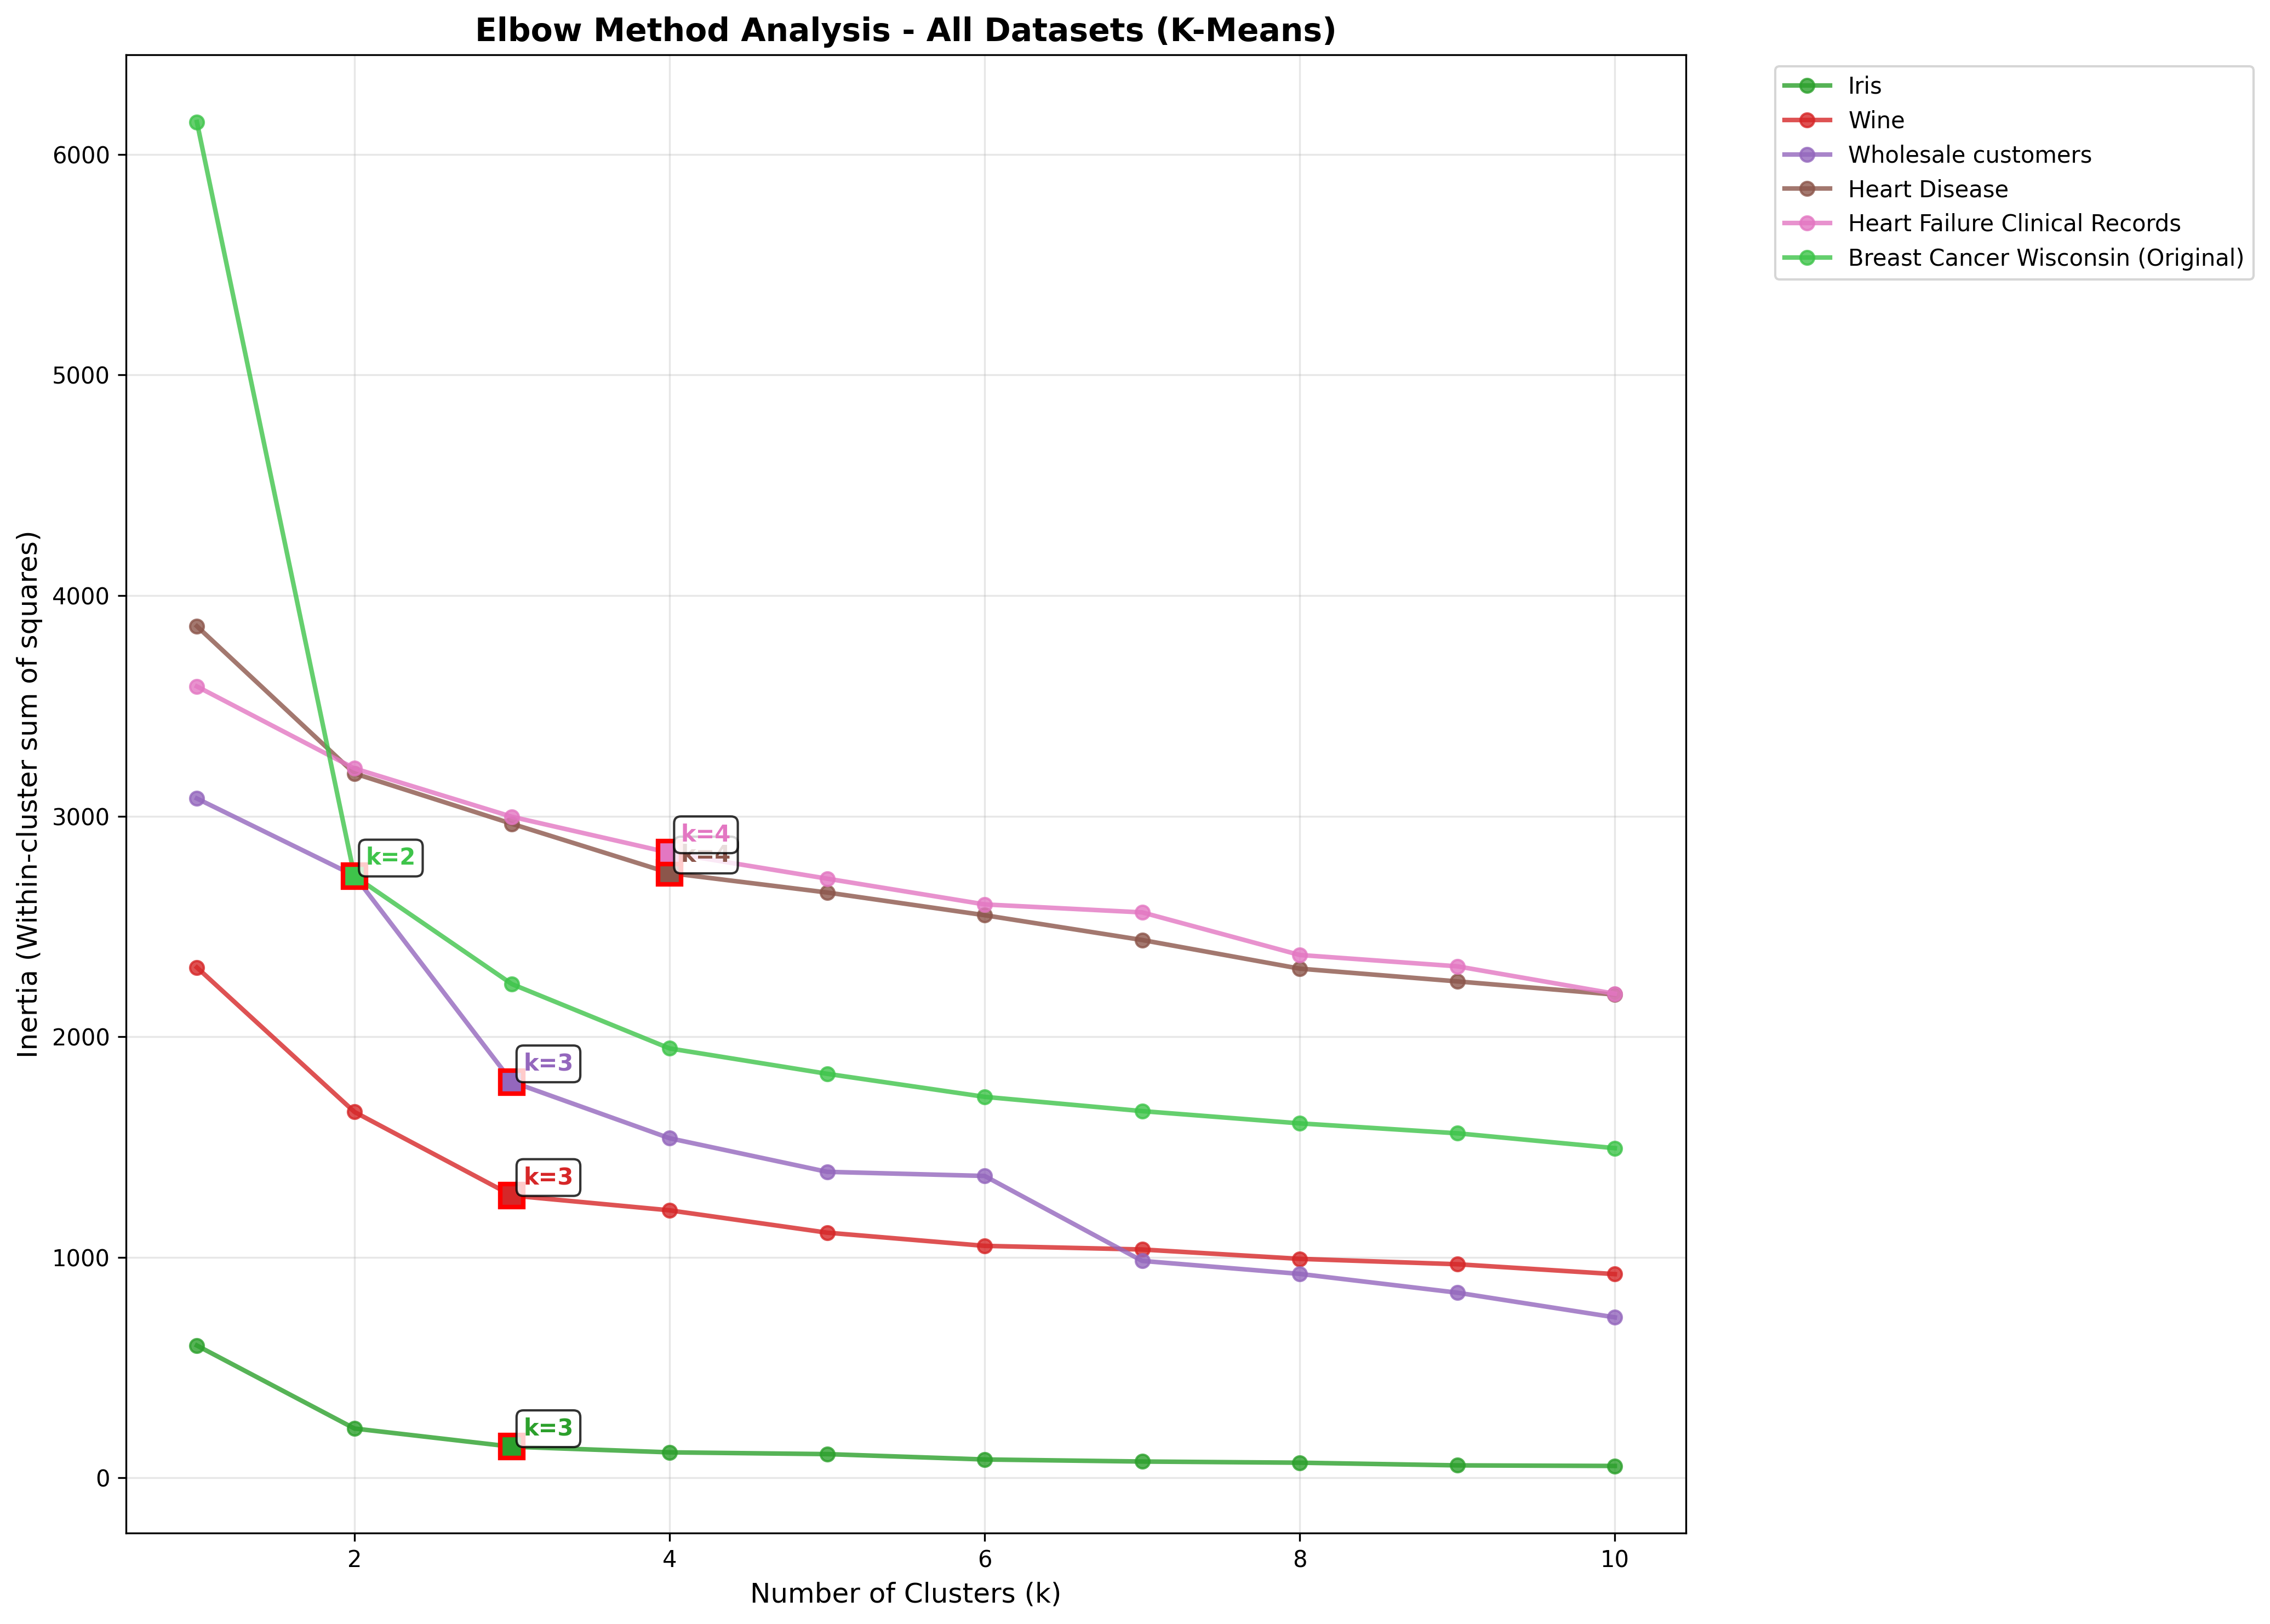 Elbow Method Analysis - All Datasets (K-Means)
Iris
Wine
Wholesale customers
Heart Disease
Heart Failure Clinical Records
Breast Cancer Wisconsin (Original)
Inertia (Within-cluster sum of squares)
6000
5000
4000
3000
2000
1000
0
k=4
k=4
k=2
k=3
k=3
k=3
2
4
6
8
10
Number of Clusters (k)